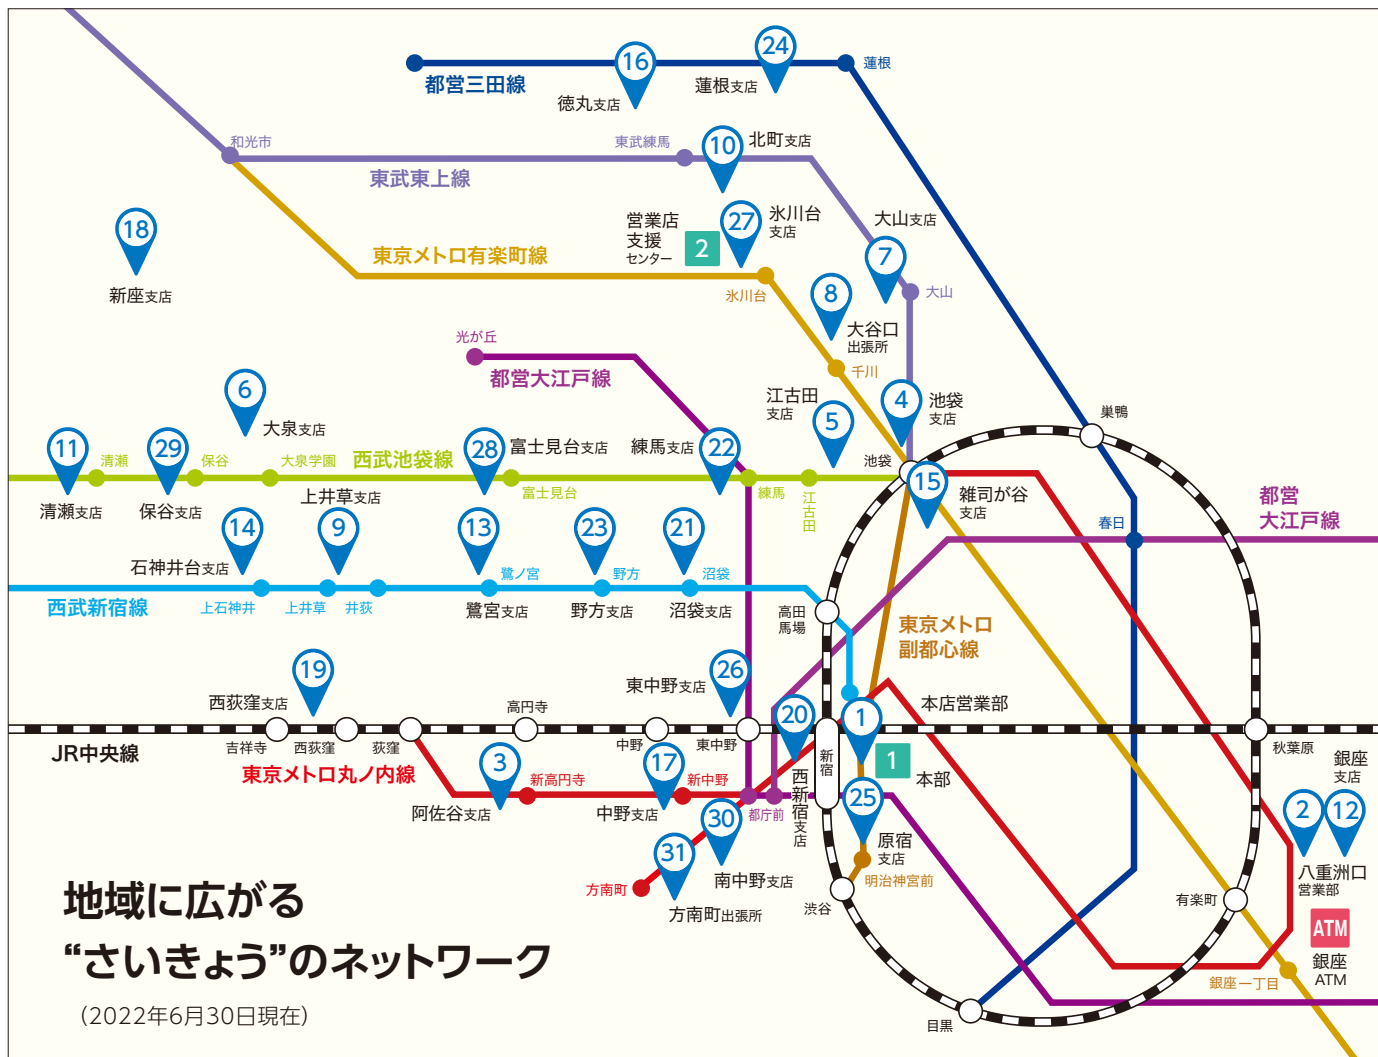 24
16
蓮根
都営三田線
蓮根支店
徳丸支店
和光市
東武練馬
10
北町支店
東武東上線
18
営業店
支援
センター
2
27
氷川台
支店
大山支店
東京メトロ有楽町線
7
新座支店
氷川台
8
大山
大谷口
出張所
光が丘
千川
都営大江戸線
6
江古田
支店
4
池袋
支店
巣鴨
大泉支店
5
11
清瀬
29
保谷
大泉学園
西武池袋線
28
富士見台支店
練馬支店
22
池袋
清瀬支店
保谷支店
上井草支店
富士見台
練馬
江古田
15
雑司が谷
支店
都営
大江戸線
14
9
13
23
21
春日
石神井台支店
鷺ノ宮
野方
沼袋
西武新宿線
上石神井
上井草
井荻
鷺宮支店
野方支店
沼袋支店
高田
馬場
東京メトロ
副都心線
19
26
東中野支店
西荻窪支店
高円寺
20
1
本店営業部
JR中央線
吉祥寺
西荻窪
荻窪
中野
東中野
新宿
秋葉原
東京メトロ丸ノ内線
3
新高円寺
17
新中野
1
本部
銀座
支店
阿佐谷支店
中野支店
都庁前
西新宿支店
25
2
12
30
原宿
支店
31
南中野支店
明治神宮前
八重洲口
営業部
方南町
方南町出張所
渋谷
有楽町
ATM
銀座
ATM
銀座一丁目
目黒
地域に広がる
“さいきょう”のネットワーク
（2022年6月30日現在）